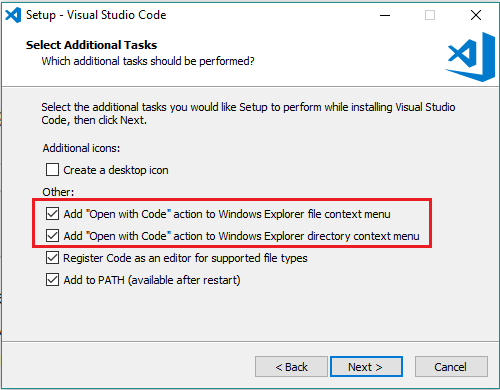 Setup - Visual Studio Code
Select Additional Tasks
Which additional tasks should be performed?
Select the additional tasks you would like Setup to perform while installing Visual Studio
Code, then click Next.
Additional icons:
Create a desktop icon
Other:
Add "Open with Code" action to Windows Explorer file context menu
Add "Open with Code" action to Windows Explorer directory context menu
Register Code as an editor for supported file types
Add to PATH (available after restart)
< Back Next > Cancel